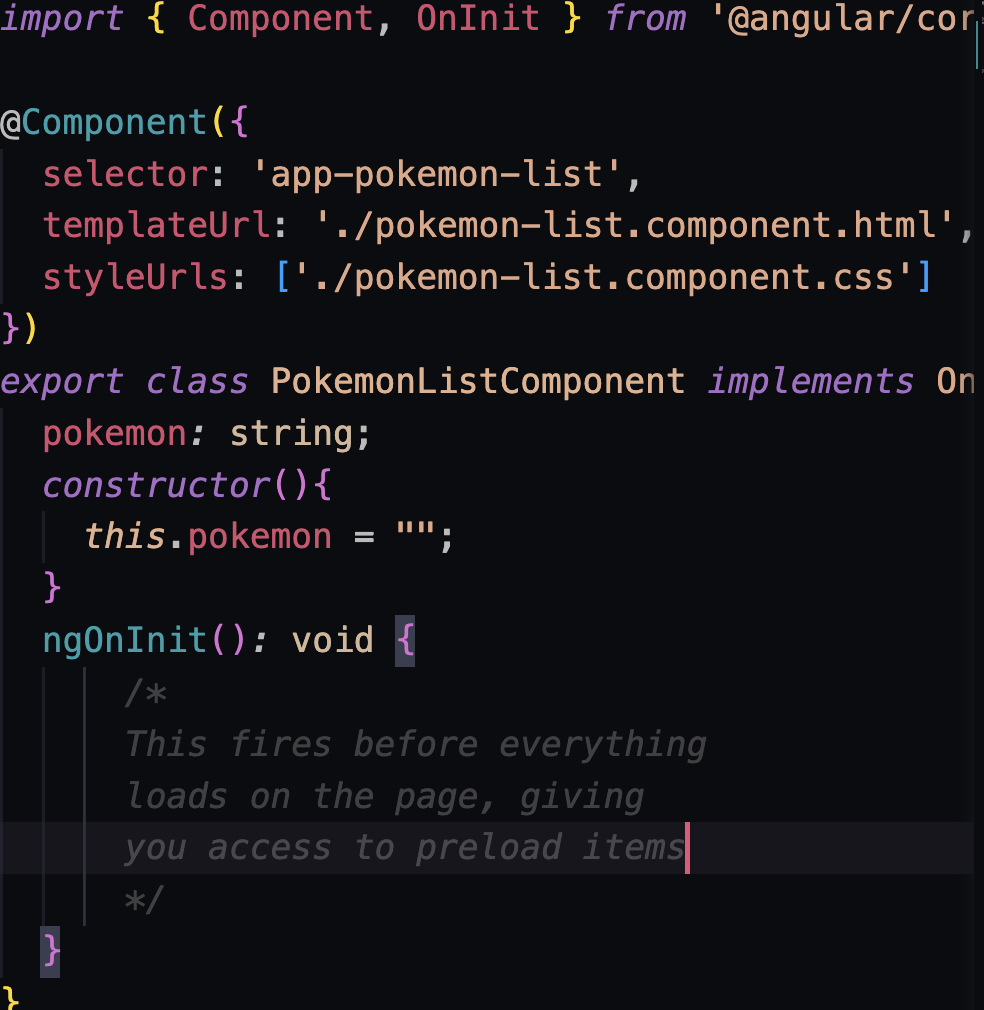 import { Component, OnInit } from '@angular/cor
@Component({
selector: 'app-pokemon-list',
templateUrl: './pokemon-list.component.html',
styleUrls: ['./pokemon-list.component.css']
})
export class PokemonListComponent implements On
pokemon: string;
constructor(){
this.pokemon = "";
}
ngOnInit(): void {
/*
This fires before everything
loads on the page, giving
you access to preload items
*/
}
}